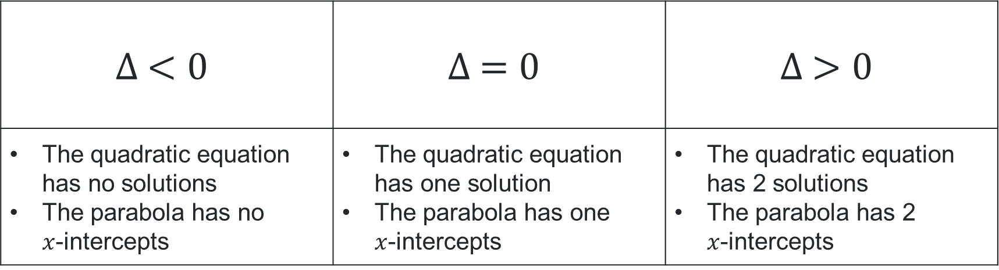 Δ < 0
Δ = 0
Δ > 0
• The quadratic equation
has no solutions
• The parabola has no
x-intercepts
• The quadratic equation
has one solution
• The parabola has one
x-intercepts
• The quadratic equation
has 2 solutions
• The parabola has 2
x-intercepts